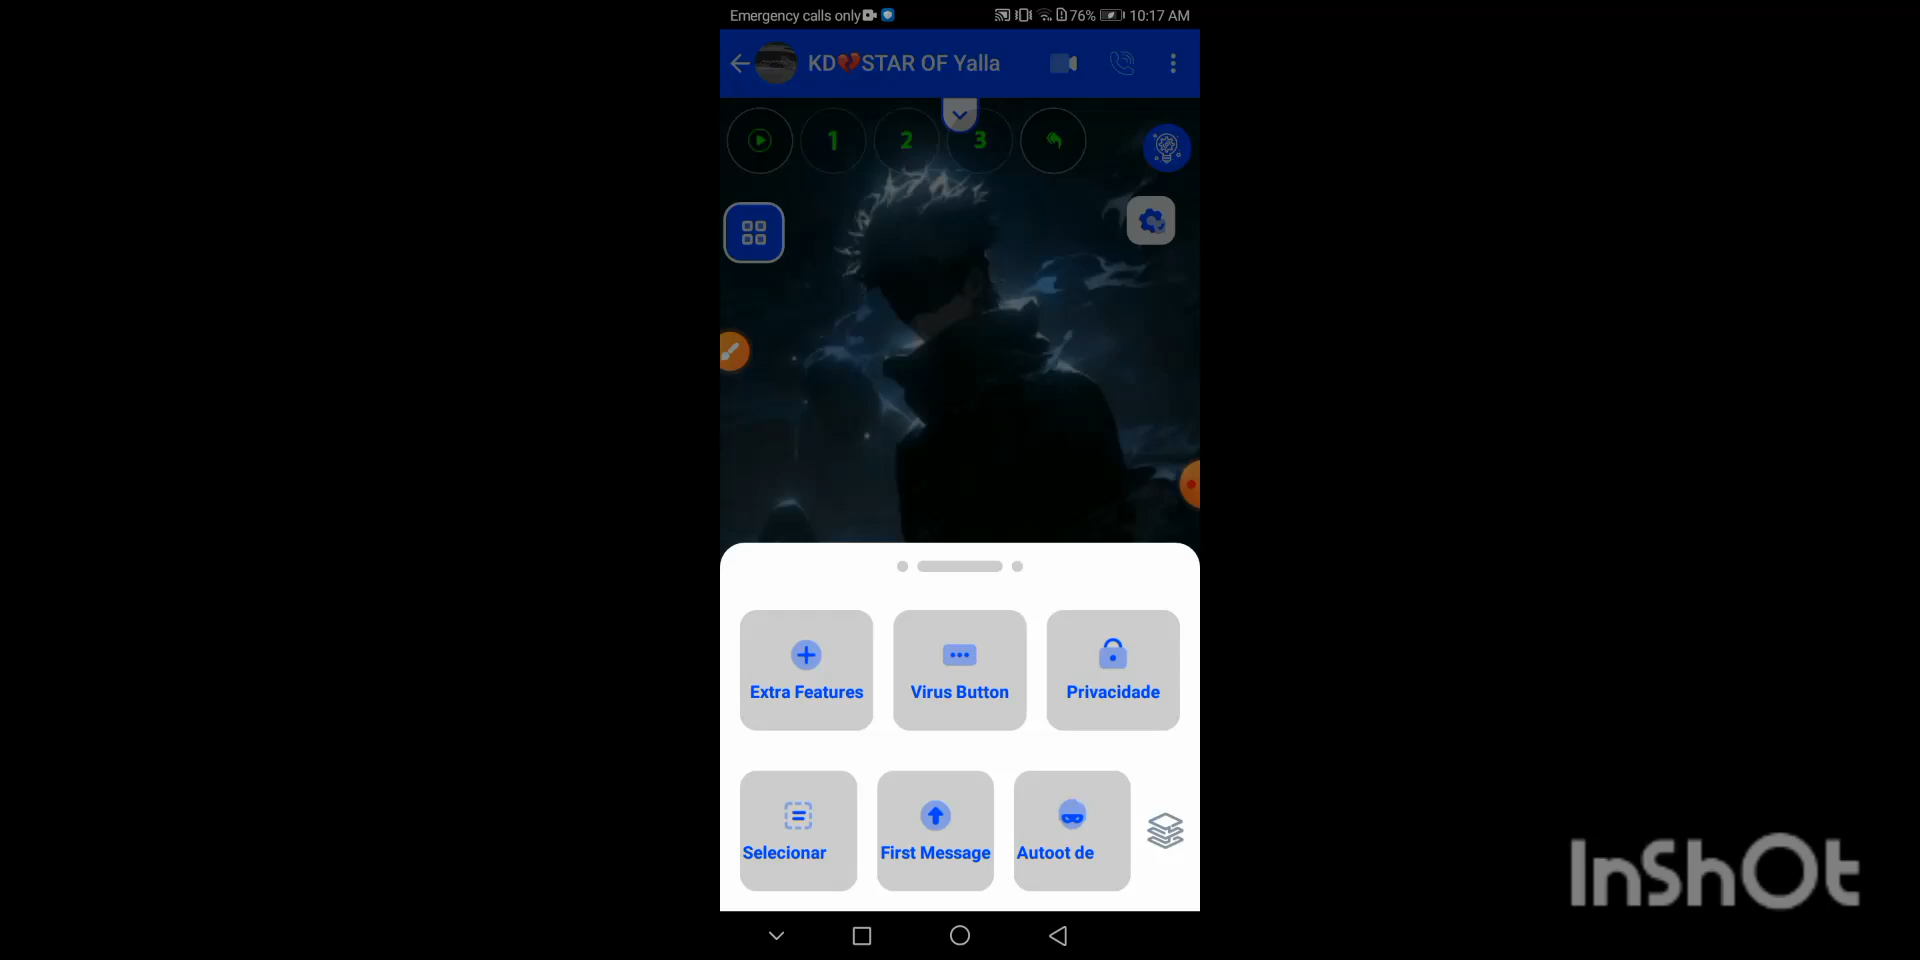 Emergency calls only
76%
10:17 AM
KD💔STAR OF Yalla
1
2
3
Extra Features
Virus Button
Privacidade
Selecionar
First Message
Autoot de
InShOt